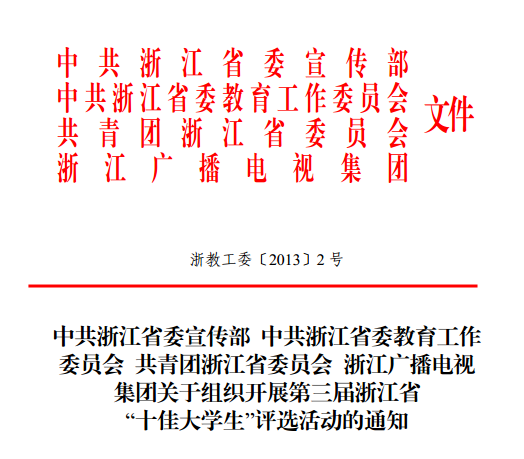 中共浙江省委宣传部
中共浙江省委教育工作委员会
共青团浙江省委员会
浙江广播电视集团
文件
浙教工委〔2013〕2号
中共浙江省委宣传部 中共浙江省委教育工作
委员会 共青团浙江省委员会 浙江广播电视
集团关于组织开展第三届浙江省
“十佳大学生”评选活动的通知